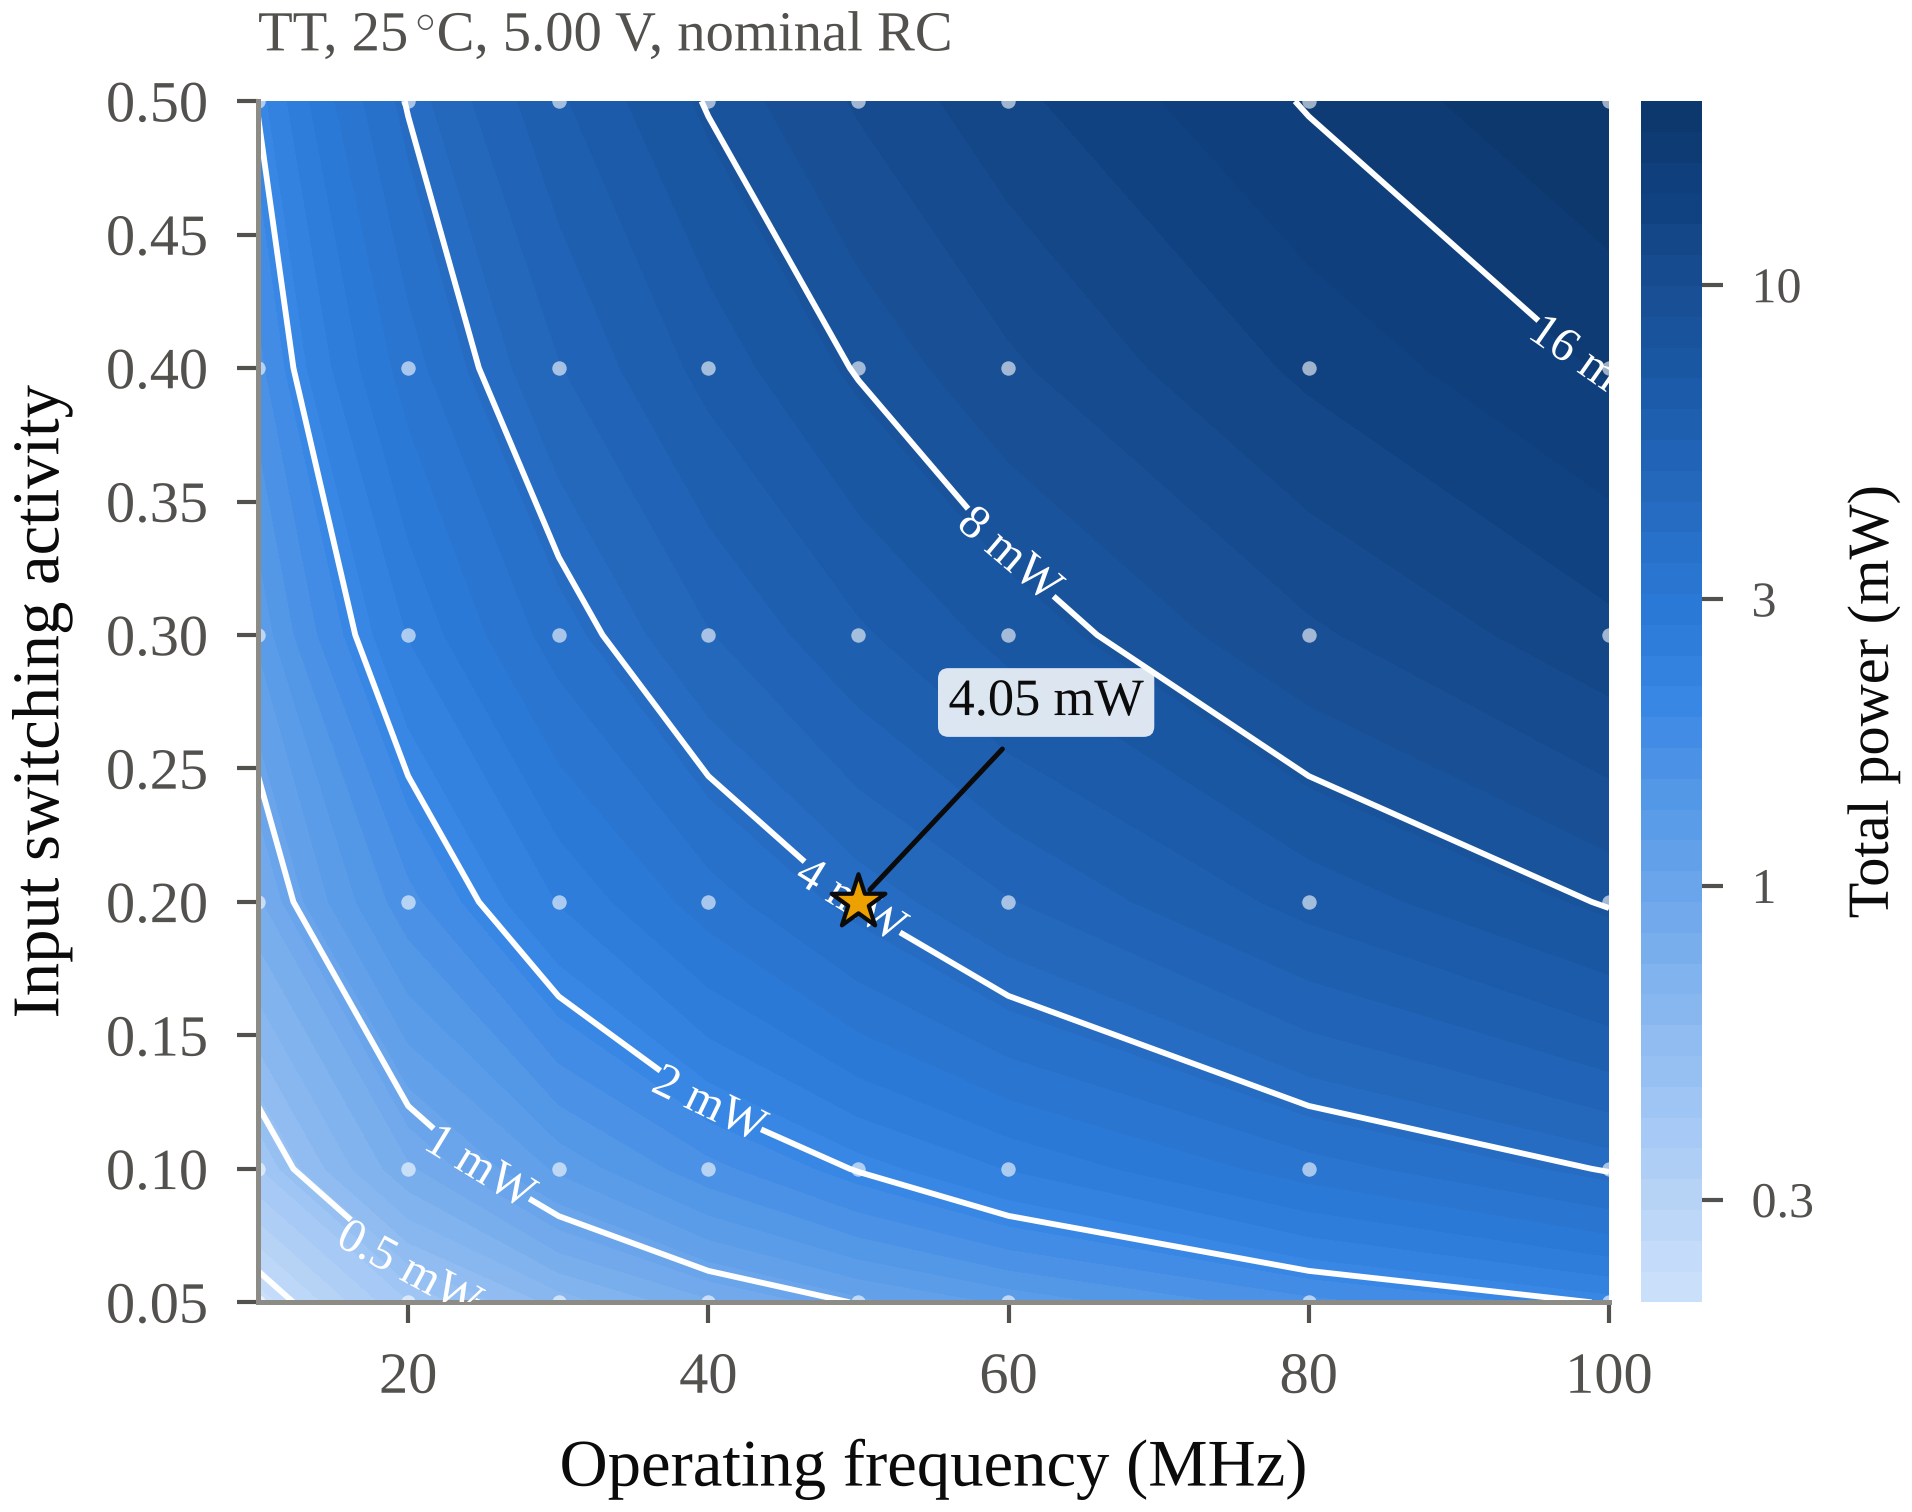 TT, 25°C, 5.00 V, nominal RC
0.50
0.45
0.40
0.35
0.30
0.25
0.20
0.15
0.10
0.05
Input switching activity
16 m
8 mW
4.05 mW
4 mW
2 mW
1 mW
0.5 mW
20
40
60
80
100
Operating frequency (MHz)
10
3
1
0.3
Total power (mW)